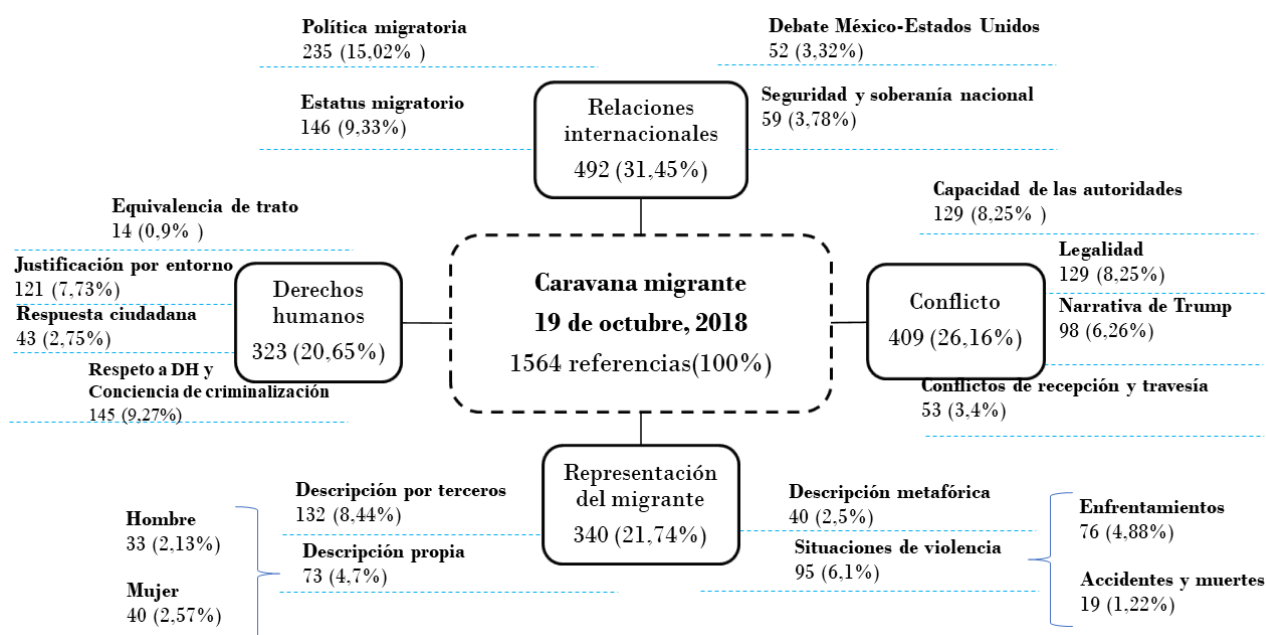 Política migratoria
235 (15,02% )
Debate México-Estados Unidos
52 (3,32%)
Estatus migratorio
146 (9,33%)
Relaciones
internacionales
492 (31,45%)
Seguridad y soberanía nacional
59 (3,78%)
Equivalencia de trato
14 (0,9% )
Justificación por entorno
121 (7,73%)
Respuesta ciudadana
43 (2,75%)
Respeto a DH y
Conciencia de criminalización
145 (9,27%)
Derechos
humanos
323 (20,65%)
Caravana migrante
19 de octubre, 2018
1564 referencias(100%)
Conflicto
409 (26,16%)
Capacidad de las autoridades
129 (8,25% )
Legalidad
129 (8,25%)
Narrativa de Trump
98 (6,26%)
Conflictos de recepción y travesía
53 (3,4%)
Representación
del migrante
340 (21,74%)
Descripción por terceros
132 (8,44%)
Descripción propia
73 (4,7%)
Hombre
33 (2,13%)
Mujer
40 (2,57%)
Descripción metafórica
40 (2,5%)
Situaciones de violencia
95 (6,1%)
Enfrentamientos
76 (4,88%)
Accidentes y muertes
19 (1,22%)